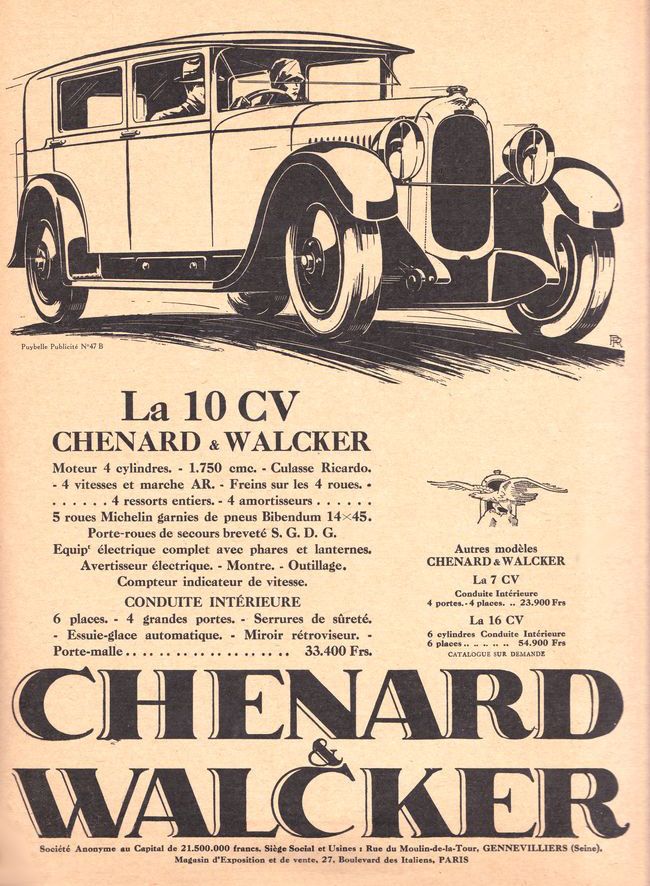 Puybelle Publicité N°47 B
PR
La 10 CV
CHENARD & WALCKER
Moteur 4 cylindres. - 1.750 cmc. - Culasse Ricardo.
- 4 vitesses et marche AR. - Freins sur les 4 roues. -
. . . . . . 4 ressorts entiers. - 4 amortisseurs . . . . . .
5 roues Michelin garnies de pneus Bibendum 14×45.
Porte-roues de secours breveté S. G. D. G.
Equipᵗ électrique complet avec phares et lanternes.
Avertisseur électrique. - Montre. - Outillage.
Compteur indicateur de vitesse.
CONDUITE INTÉRIEURE
6 places. - 4 grandes portes. - Serrures de sûreté.
- Essuie-glace automatique. - Miroir rétroviseur. -
Porte-malle . . . . . . . . . . . . . . . . . . 33.400 Frs.
Autres modèles
CHENARD & WALCKER
La 7 CV
Conduite Intérieure
4 portes. - 4 places. .. 23.900 Frs
La 16 CV
6 cylindres Conduite Intérieure
6 places .. .. .. .. .. 54.900 Frs
CATALOGUE SUR DEMANDE
CHENARD
&
WALCKER
Société Anonyme au Capital de 21.500.000 francs. Siège Social et Usines : Rue du Moulin-de-la-Tour, GENNEVILLIERS (Seine).
Magasin d'Exposition et de vente, 27, Boulevard des Italiens, PARIS